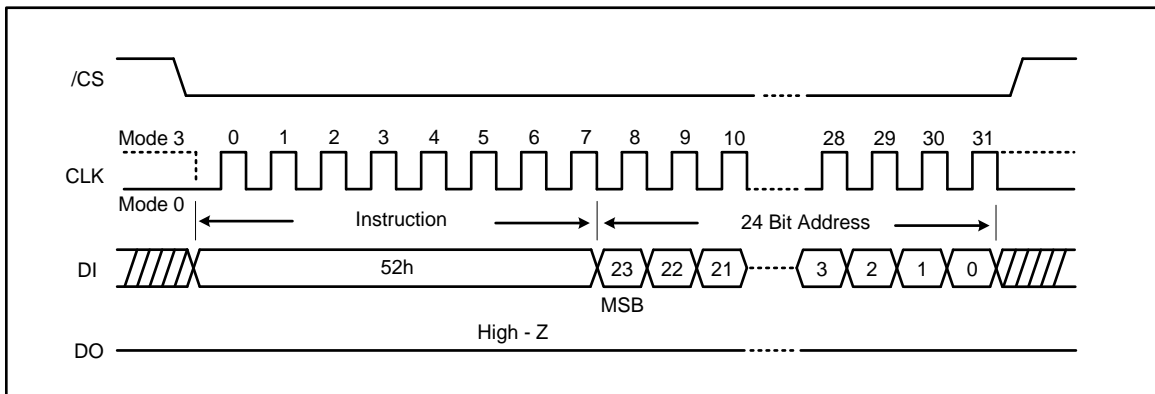 /CS
Mode 3 0 1 2 3 4 5 6 7 8 9 10 28 29 30 31
CLK
Mode 0
Instruction 24 Bit Address
DI 52h 23 22 21 3 2 1 0
MSB
High - Z
DO